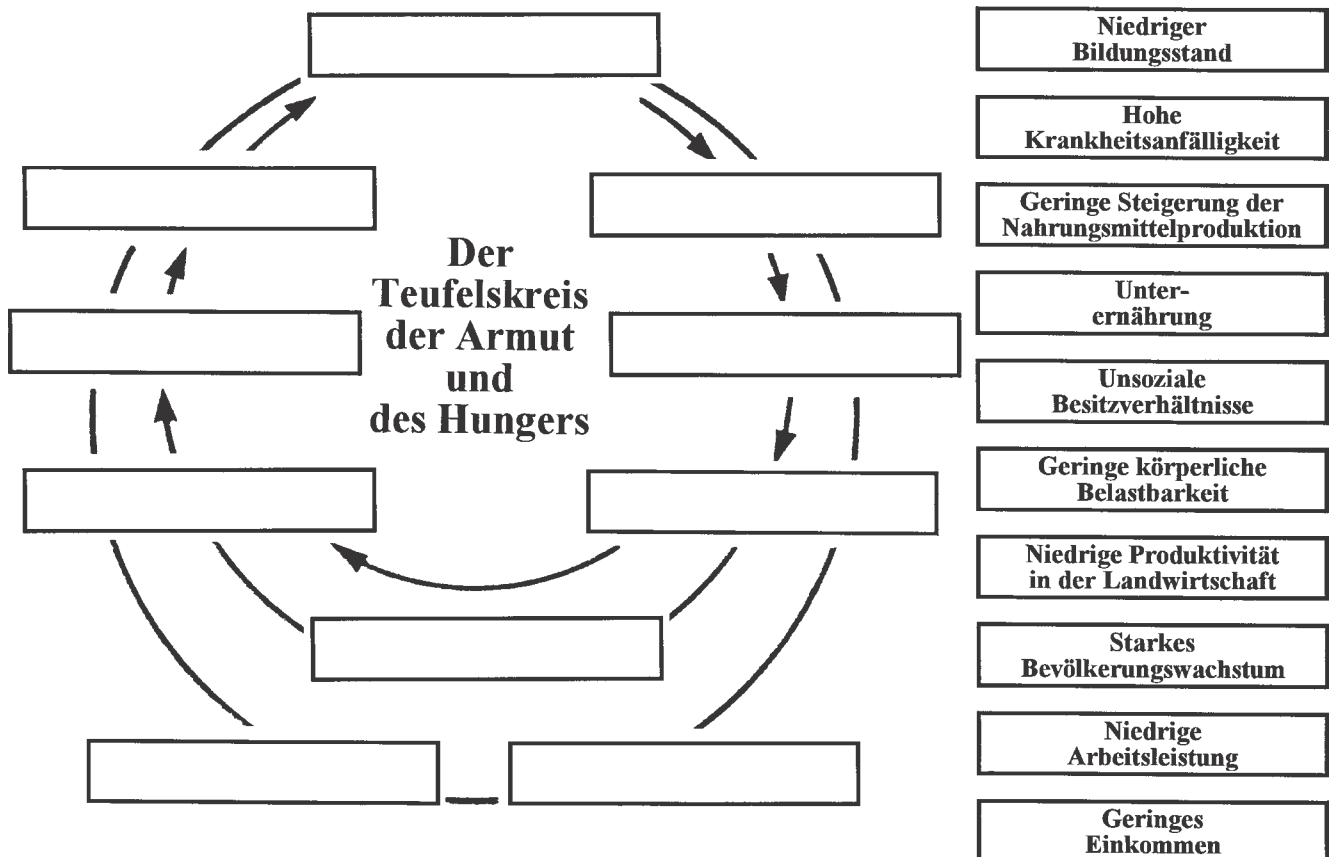 Der
Teufelskreis
der Armut
und
des Hungers
Niedriger
Bildungsstand
Hohe
Krankheitsanfälligkeit
Geringe Steigerung der
Nahrungsmittelproduktion
Unter-
ernährung
Unsoziale
Besitzverhältnisse
Geringe körperliche
Belastbarkeit
Niedrige Produktivität
in der Landwirtschaft
Starkes
Bevölkerungswachstum
Niedrige
Arbeitsleistung
Geringes
Einkommen